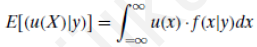 E[(u(X)|y)] = ∫_{=∞}^{∞} u(x) · f(x|y)dx